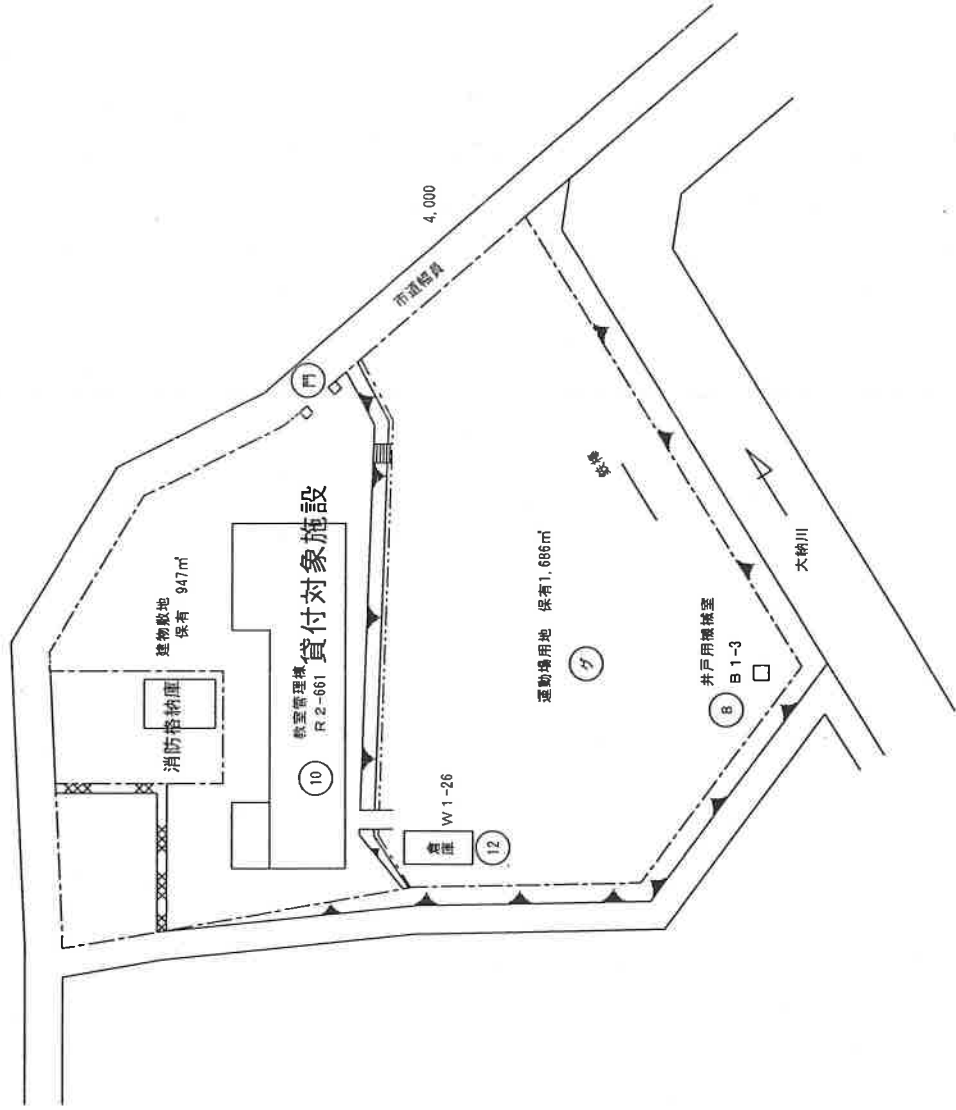 4,000
市道幅員
門
建物敷地
保有 947㎡
消防格納庫
教室管理棟
R2-661
貸付対象施設
10
W1-26
倉庫
12
運動場用地 保有1,686㎡
グ
鉄棒
井戸用機械室
B1-3
8
大納川